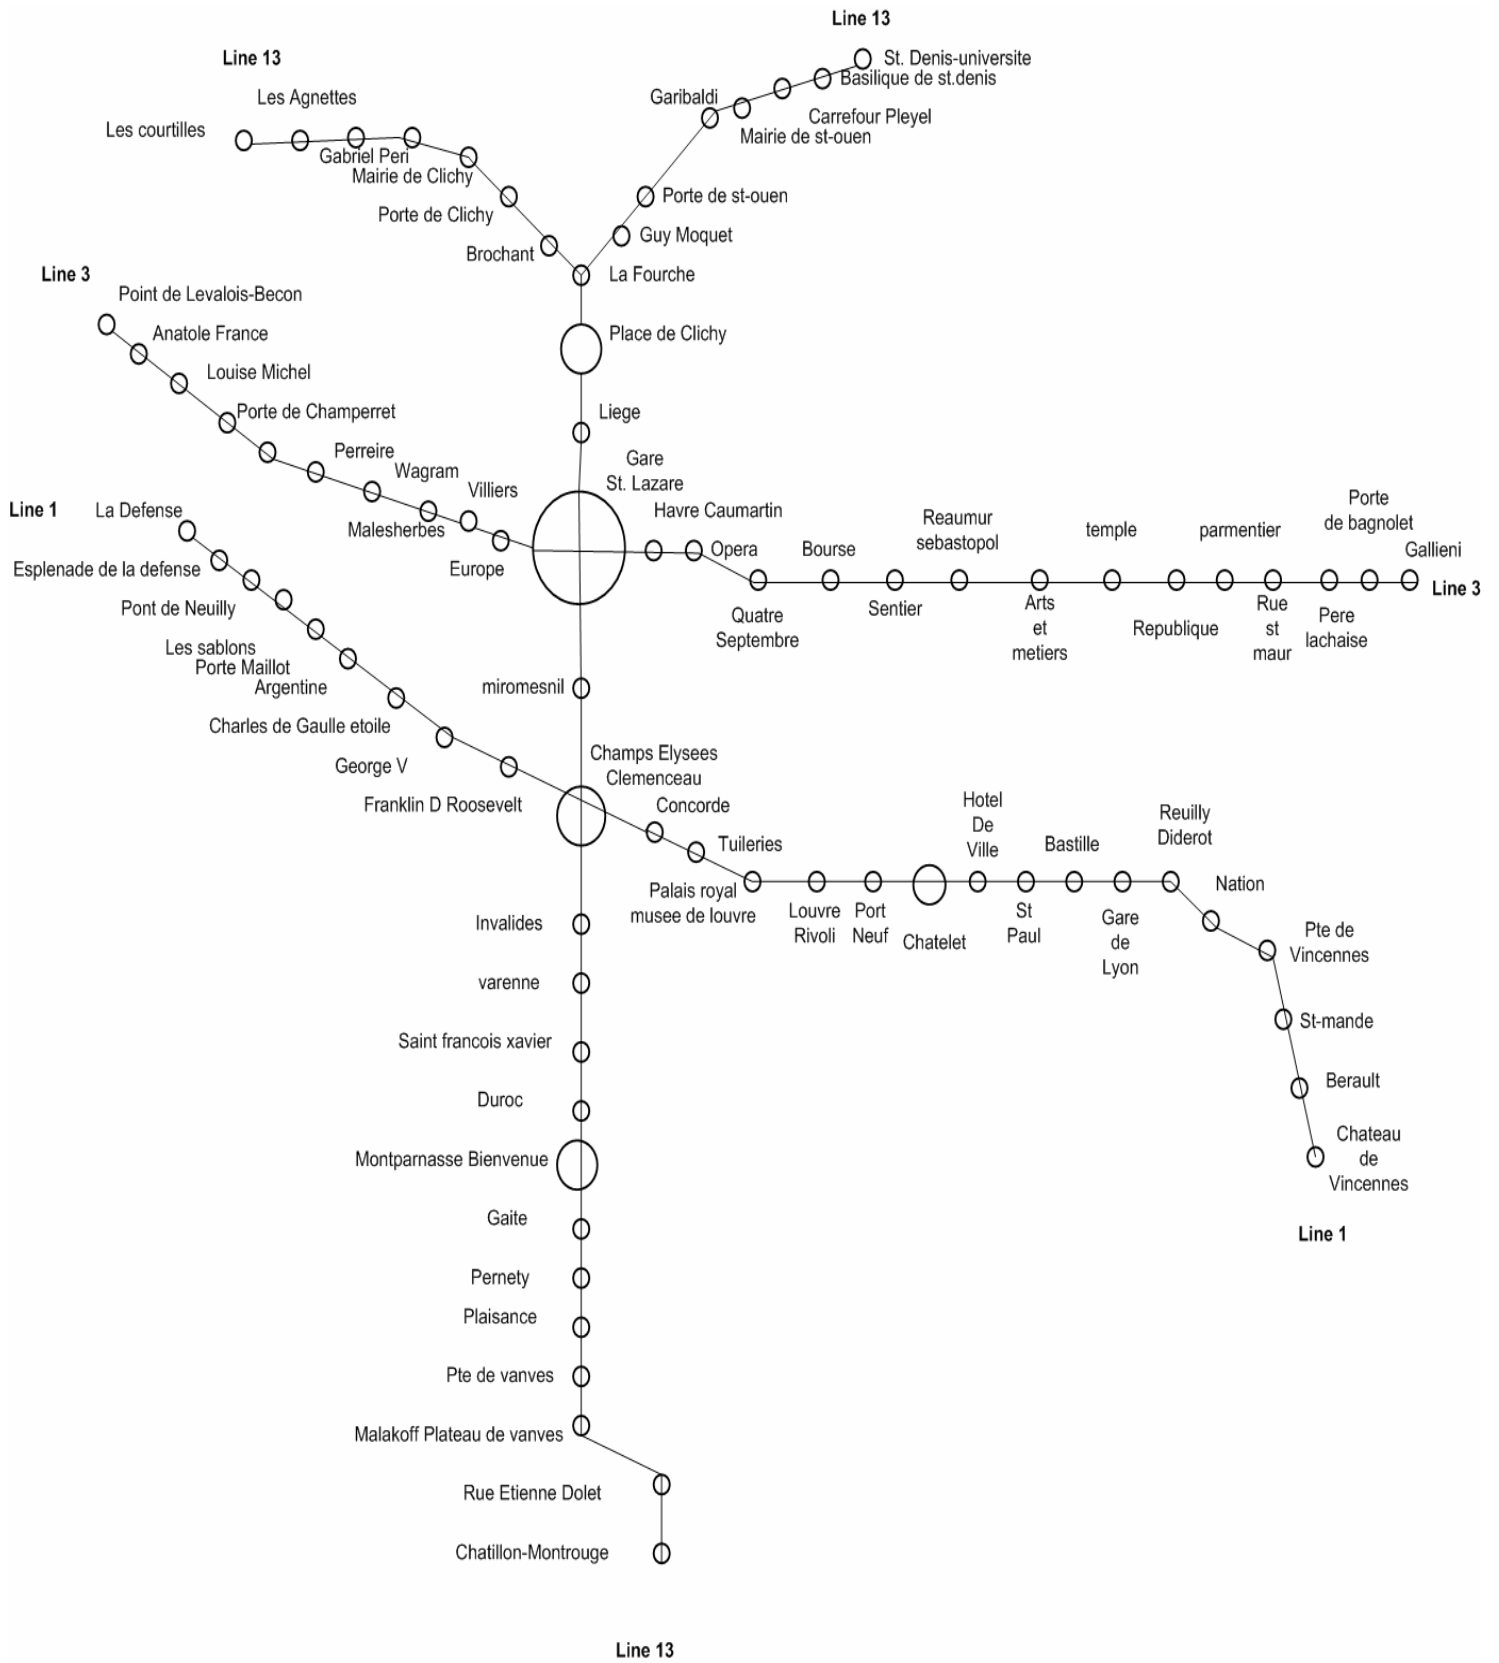 Line 13
Line 13
St. Denis-universite
Basilique de st.denis
Les Agnettes
Garibaldi
Carrefour Pleyel
Les courtilles
Mairie de st-ouen
Gabriel Peri
Mairie de Clichy
Porte de st-ouen
Porte de Clichy
Guy Moquet
Brochant
La Fourche
Line 3
Point de Levalois-Becon
Anatole France
Place de Clichy
Louise Michel
Porte de Champerret
Liege
Perreire
Wagram
Villiers
Malesherbes
Europe
Gare
St. Lazare
Havre Caumartin
Opera
Quatre
Septembre
Bourse
Sentier
Reaumur
sebastopol
Arts
et
metiers
temple
Republique
parmentier
Rue
st
maur
Pere
lachaise
Porte
de bagnolet
Gallieni
Line 3
Line 1
La Defense
Esplenade de la defense
Pont de Neuilly
Les sablons
Porte Maillot
Argentine
Charles de Gaulle etoile
George V
Franklin D Roosevelt
miromesnil
Champs Elysees
Clemenceau
Concorde
Tuileries
Palais royal
musee de louvre
Louvre
Rivoli
Port
Neuf
Chatelet
Hotel
De
Ville
St
Paul
Bastille
Gare
de
Lyon
Reuilly
Diderot
Nation
Pte de
Vincennes
St-mande
Berault
Chateau
de
Vincennes
Line 1
Invalides
varenne
Saint francois xavier
Duroc
Montparnasse Bienvenue
Gaite
Pernety
Plaisance
Pte de vanves
Malakoff Plateau de vanves
Rue Etienne Dolet
Chatillon-Montrouge
Line 13